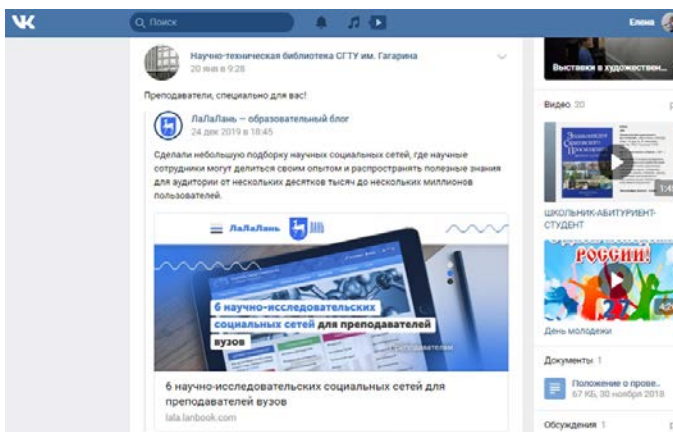 Поиск
Елена
Научно-техническая библиотека СГТУ им. Гагарина
20 янв в 9:28
Преподаватели, специально для вас!
ЛаЛаЛань — образовательный блог
24 дек 2019 в 18:45
Сделали небольшую подборку научных социальных сетей, где научные
сотрудники могут делиться своим опытом и распространять полезные знания
для аудитории от нескольких десятков тысяч до нескольких миллионов
пользователей.
ЛаЛаЛань
6 научно-исследовательских
социальных сетей для преподавателей
вузов
6 научно-исследовательских социальных сетей для
преподавателей вузов
lala.lanbook.com
Выставки в художествен...
Видео 20
ШКОЛЬНИК-АБИТУРИЕНТ-
СТУДЕНТ
РОССИИ!
27
День молодежи
Документы 1
Положение о прове..
67 КБ, 30 ноября 2018
Обсуждения 1